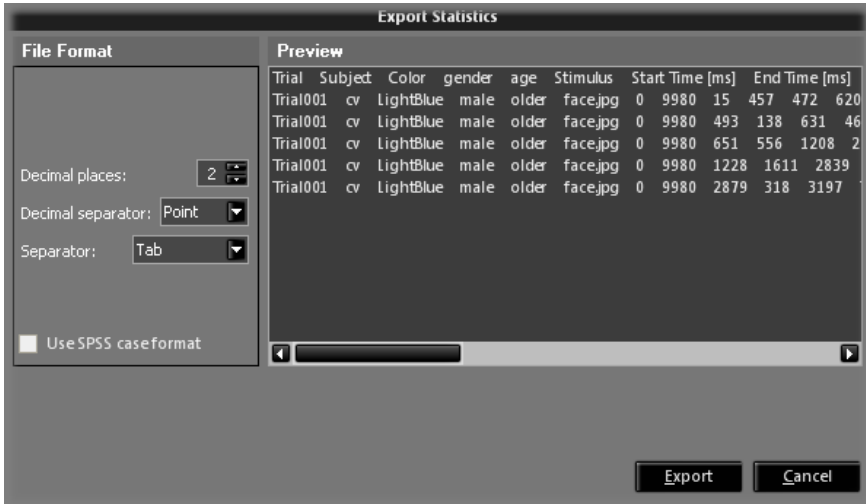 Export Statistics
File Format
Decimal places: 2
Decimal separator: Point
Separator: Tab
Use SPSS caseformat
Preview
Trial Subject Color gender age Stimulus Start Time [ms] End Time [ms]
Trial001 cv LightBlue male older face.jpg 0 9980 15 457 472 620
Trial001 cv LightBlue male older face.jpg 0 9980 493 138 631 46
Trial001 cv LightBlue male older face.jpg 0 9980 651 556 1208 2
Trial001 cv LightBlue male older face.jpg 0 9980 1228 1611 2839
Trial001 cv LightBlue male older face.jpg 0 9980 2879 318 3197
Export
Cancel